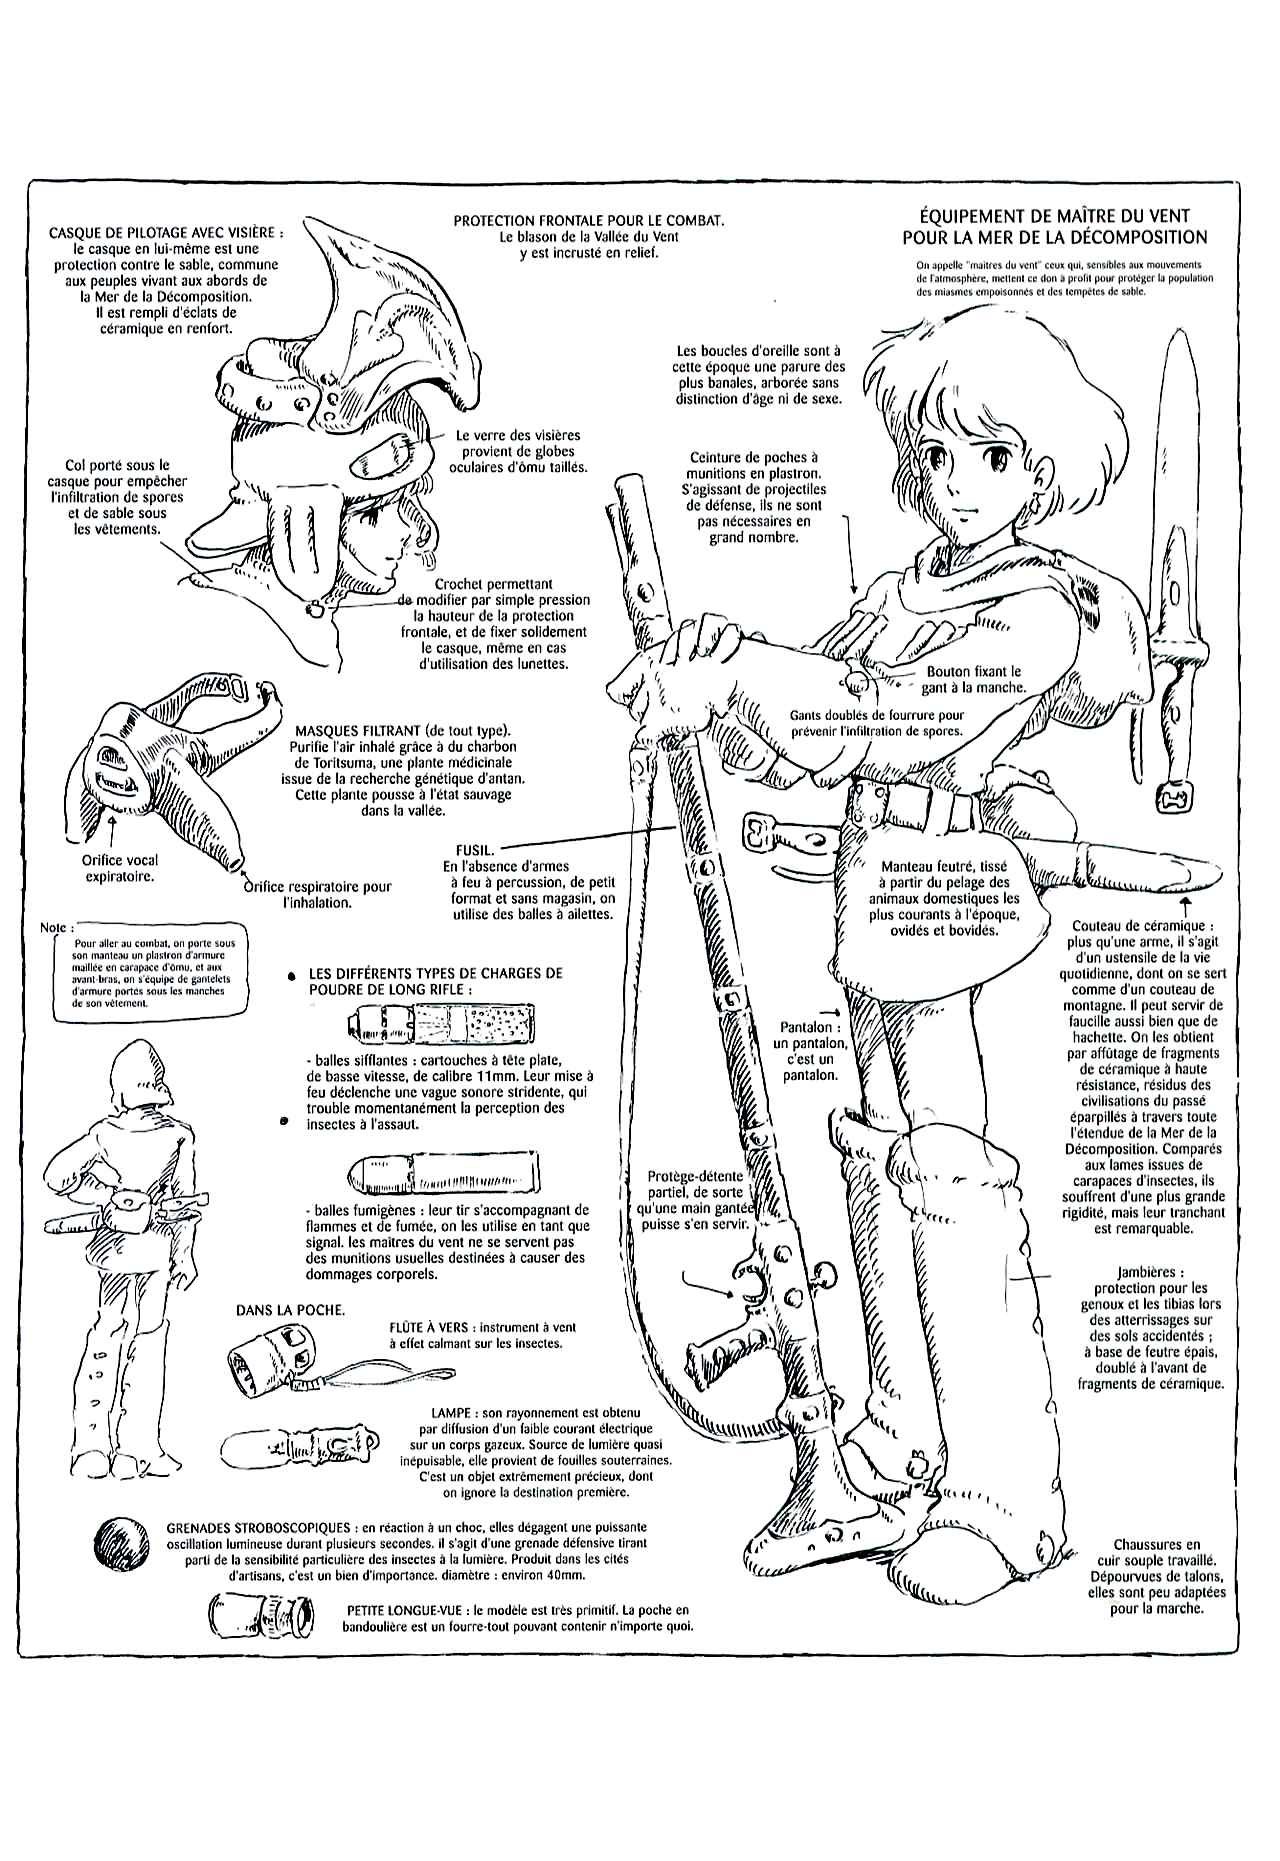 ÉQUIPEMENT DE MAÎTRE DU VENT
POUR LA MER DE LA DÉCOMPOSITION
On appelle "maitres du vent" ceux qui, sensibles aux mouvements
de l'atmosphère, mettent ce don à profit pour protéger la population
des miasmes empoisonnés et des tempêtes de sable.
CASQUE DE PILOTAGE AVEC VISIÈRE :
le casque en lui-même est une
protection contre le sable, commune
aux peuples vivant aux abords de
la Mer de la Décomposition.
Il est rempli d'éclats de
céramique en renfort.
PROTECTION FRONTALE POUR LE COMBAT.
Le blason de la Vallée du Vent
y est incrusté en relief.
Les boucles d'oreille sont à
cette époque une parure des
plus banales, arborée sans
distinction d'âge ni de sexe.
Le verre des visières
provient de globes
oculaires d'ômu taillés.
Col porté sous le
casque pour empêcher
l'infiltration de spores
et de sable sous
les vêtements.
Ceinture de poches à
munitions en plastron.
S'agissant de projectiles
de défense, ils ne sont
pas nécessaires en
grand nombre.
Crochet permettant
de modifier par simple pression
la hauteur de la protection
frontale, et de fixer solidement
le casque, même en cas
d'utilisation des lunettes.
Bouton fixant le
gant à la manche.
Gants doublés de fourrure pour
prévenir l'infiltration de spores.
MASQUES FILTRANT (de tout type).
Purifie l'air inhalé grâce à du charbon
de Toritsuma, une plante médicinale
issue de la recherche génétique d'antan.
Cette plante pousse à l'état sauvage
dans la vallée.
Orifice vocal
expiratoire.
Orifice respiratoire pour
l'inhalation.
FUSIL.
En l'absence d'armes
à feu à percussion, de petit
format et sans magasin, on
utilise des balles à ailettes.
Manteau feutré, tissé
à partir du pelage des
animaux domestiques les
plus courants à l'époque,
ovidés et bovidés.
Couteau de céramique :
plus qu'une arme, il s'agit
d'un ustensile de la vie
quotidienne, dont on se sert
comme d'un couteau de
montagne. Il peut servir de
faucille aussi bien que de
hachette. On les obtient
par affûtage de fragments
de céramique à haute
résistance, résidus des
civilisations du passé
éparpillés à travers toute
l'étendue de la Mer de la
Décomposition. Comparés
aux lames issues de
carapaces d'insectes, ils
souffrent d'une plus grande
rigidité, mais leur tranchant
est remarquable.
Note :
Pour aller au combat, on porte sous
son manteau un plastron d'armure
maillée en carapace d'ômu, et aux
avant-bras, on s'équipe de gantelets
d'armure portés sous les manches
de son vêtement.
• LES DIFFÉRENTS TYPES DE CHARGES DE
POUDRE DE LONG RIFLE :
- balles sifflantes : cartouches à tête plate,
de basse vitesse, de calibre 11mm. Leur mise à
feu déclenche une vague sonore stridente, qui
trouble momentanément la perception des
insectes à l'assaut.
- balles fumigènes : leur tir s'accompagnant de
flammes et de fumée, on les utilise en tant que
signal. les maîtres du vent ne se servent pas
des munitions usuelles destinées à causer des
dommages corporels.
Pantalon :
un pantalon,
c'est un
pantalon.
Protège-détente
partiel, de sorte
qu'une main gantée
puisse s'en servir.
Jambières :
protection pour les
genoux et les tibias lors
des atterrissages sur
des sols accidentés ;
à base de feutre épais,
doublé à l'avant de
fragments de céramique.
DANS LA POCHE.
FLÛTE À VERS : instrument à vent
à effet calmant sur les insectes.
LAMPE : son rayonnement est obtenu
par diffusion d'un faible courant électrique
sur un corps gazeux. Source de lumière quasi
inépuisable, elle provient de fouilles souterraines.
C'est un objet extrêmement précieux, dont
on ignore la destination première.
GRENADES STROBOSCOPIQUES : en réaction à un choc, elles dégagent une puissante
oscillation lumineuse durant plusieurs secondes. il s'agit d'une grenade défensive tirant
parti de la sensibilité particulière des insectes à la lumière. Produit dans les cités
d'artisans, c'est un bien d'importance. diamètre : environ 40mm.
PETITE LONGUE-VUE : le modèle est très primitif. La poche en
bandoulière est un fourre-tout pouvant contenir n'importe quoi.
Chaussures en
cuir souple travaillé.
Dépourvues de talons,
elles sont peu adaptées
pour la marche.